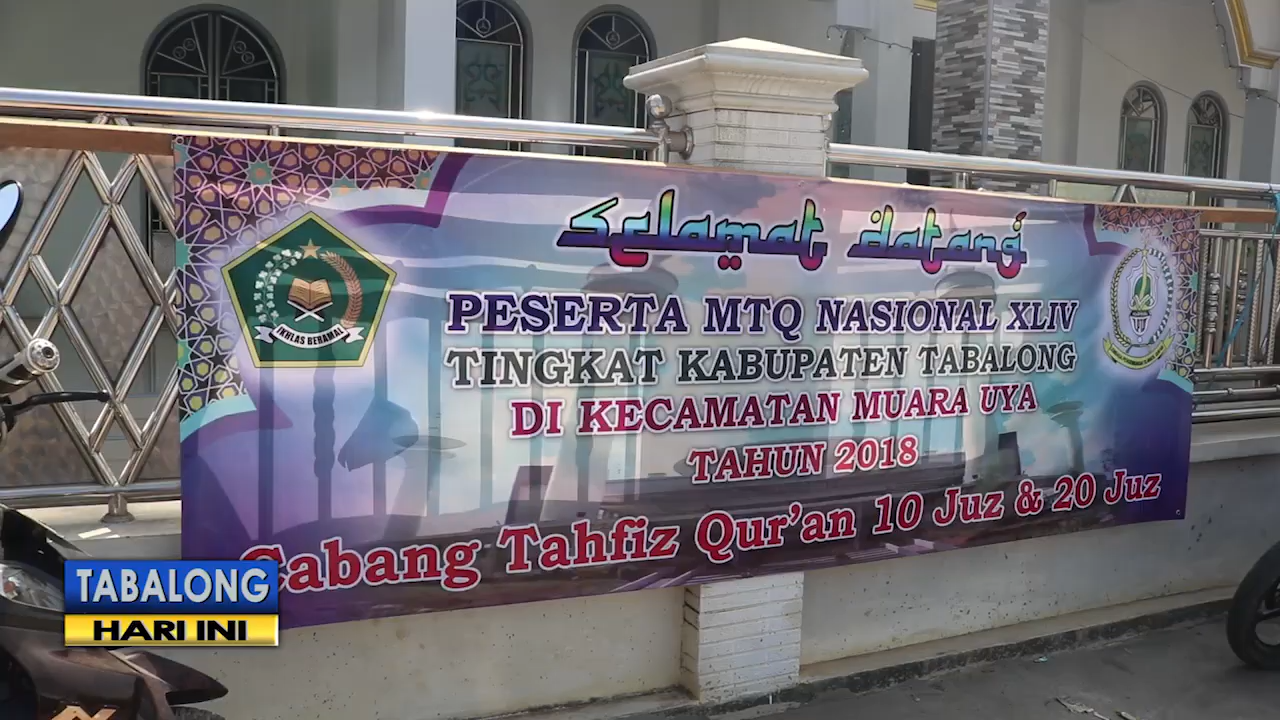 Selamat datang
PESERTA MTQ NASIONAL XLIV
TINGKAT KABUPATEN TABALONG
DI KECAMATAN MUARA UYA
TAHUN 2018
Cabang Tahfiz Qur'an 10 Juz & 20 Juz
IKHLAS BERAMAL
TABALONG
HARI INI